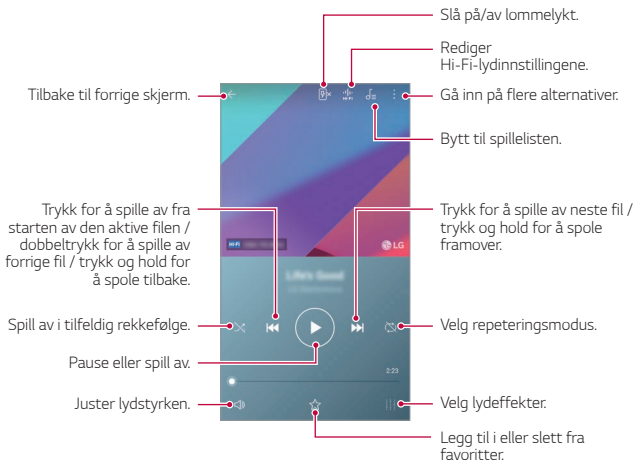 Slå på/av lommelykt.
Rediger
Hi-Fi-lydinnstillingene.
Tilbake til forrige skjerm.
Gå inn på flere alternativer.
HI-FI
Bytt til spillelisten.
Trykk for å spille av fra
starten av den aktive filen /
dobbeltrykk for å spille av
forrige fil / trykk og hold for
å spole tilbake.
Trykk for å spille av neste fil /
trykk og hold for å spole
framover.
HI-FI
LG
Life's Good
Spill av i tilfeldig rekkefølge.
Velg repeteringsmodus.
Pause eller spill av.
2:23
Juster lydstyrken.
Velg lydeffekter.
Legg til i eller slett fra
favoritter.